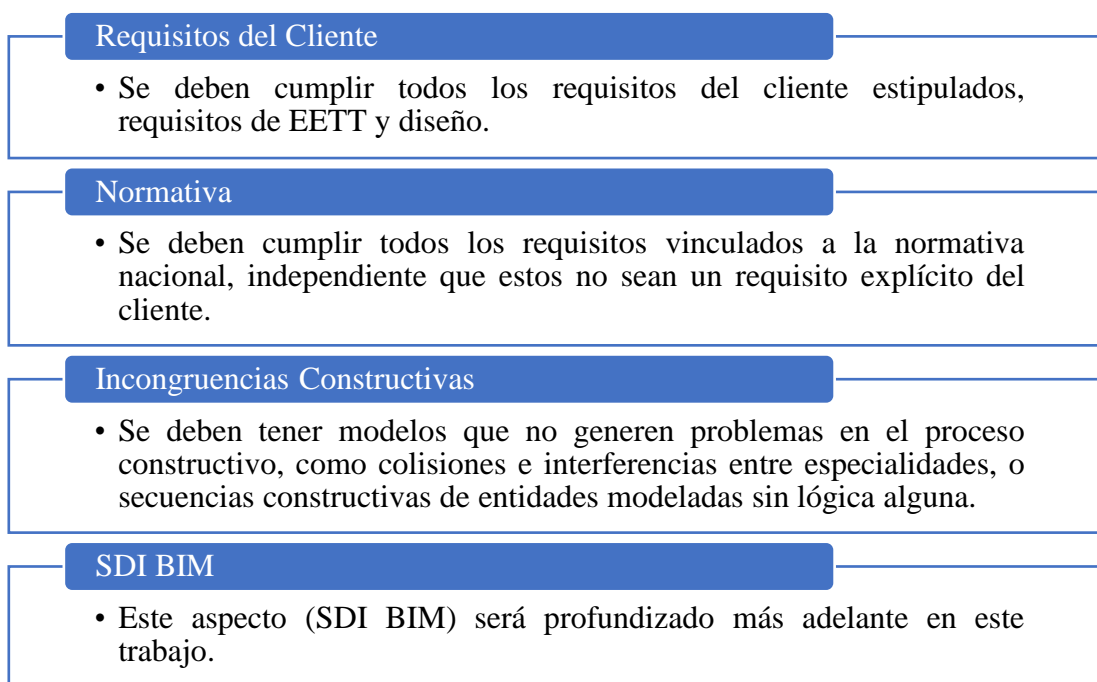 Requisitos del Cliente
• Se deben cumplir todos los requisitos del cliente estipulados,
requisitos de EETT y diseño.
Normativa
• Se deben cumplir todos los requisitos vinculados a la normativa
nacional, independiente que estos no sean un requisito explícito del
cliente.
Incongruencias Constructivas
• Se deben tener modelos que no generen problemas en el proceso
constructivo, como colisiones e interferencias entre especialidades, o
secuencias constructivas de entidades modeladas sin lógica alguna.
SDI BIM
• Este aspecto (SDI BIM) será profundizado más adelante en este
trabajo.